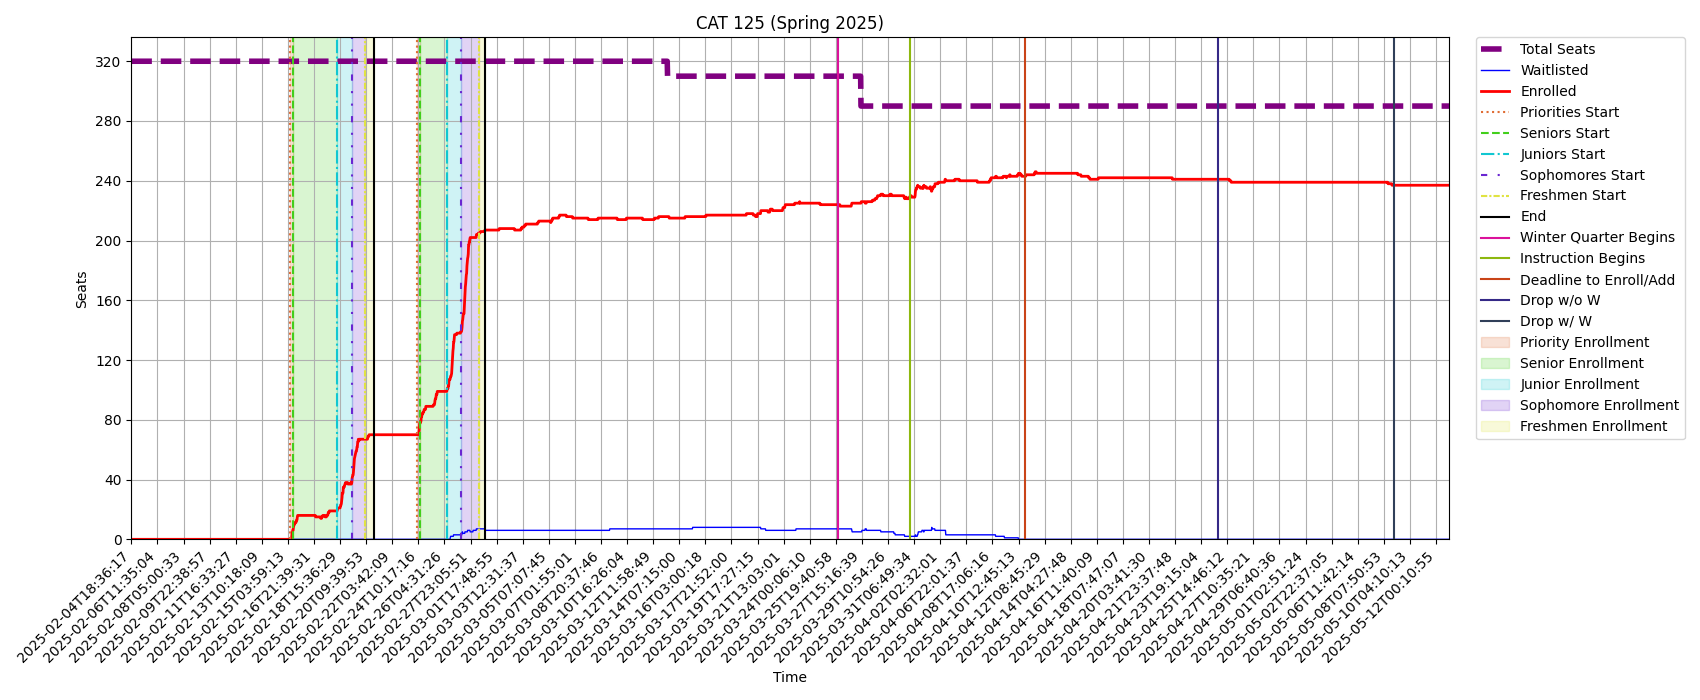 CAT 125 (Spring 2025)
Seats
320
280
240
200
160
120
80
40
0
2025-02-04T18:36:17
2025-02-06T11:35:04
2025-02-08T05:00:33
2025-02-09T22:38:57
2025-02-11T16:33:27
2025-02-13T10:18:09
2025-02-15T03:59:13
2025-02-16T21:39:31
2025-02-18T15:36:29
2025-02-20T09:39:53
2025-02-22T03:42:09
2025-02-24T10:17:16
2025-02-26T04:31:26
2025-02-27T23:05:51
2025-03-01T17:48:55
2025-03-03T12:31:37
2025-03-05T07:07:45
2025-03-07T01:55:01
2025-03-08T20:37:46
2025-03-10T16:26:04
2025-03-12T11:58:49
2025-03-14T07:15:00
2025-03-16T03:00:18
2025-03-17T21:52:00
2025-03-19T17:27:15
2025-03-21T13:03:01
2025-03-24T00:06:10
2025-03-25T19:40:58
2025-03-27T15:16:39
2025-03-29T10:54:26
2025-03-31T06:49:34
2025-04-02T02:32:01
2025-04-06T22:01:37
2025-04-08T17:06:16
2025-04-10T12:45:13
2025-04-12T08:45:29
2025-04-14T04:27:48
2025-04-16T11:40:09
2025-04-18T07:47:07
2025-04-20T03:41:30
2025-04-21T23:37:48
2025-04-23T19:15:04
2025-04-25T14:46:12
2025-04-27T10:35:21
2025-04-29T06:40:36
2025-05-01T02:51:24
2025-05-02T22:37:05
2025-05-06T11:42:14
2025-05-08T07:50:53
2025-05-10T04:10:13
2025-05-12T00:10:55
Time
Total Seats
Waitlisted
Enrolled
Priorities Start
Seniors Start
Juniors Start
Sophomores Start
Freshmen Start
End
Winter Quarter Begins
Instruction Begins
Deadline to Enroll/Add
Drop w/o W
Drop w/ W
Priority Enrollment
Senior Enrollment
Junior Enrollment
Sophomore Enrollment
Freshmen Enrollment